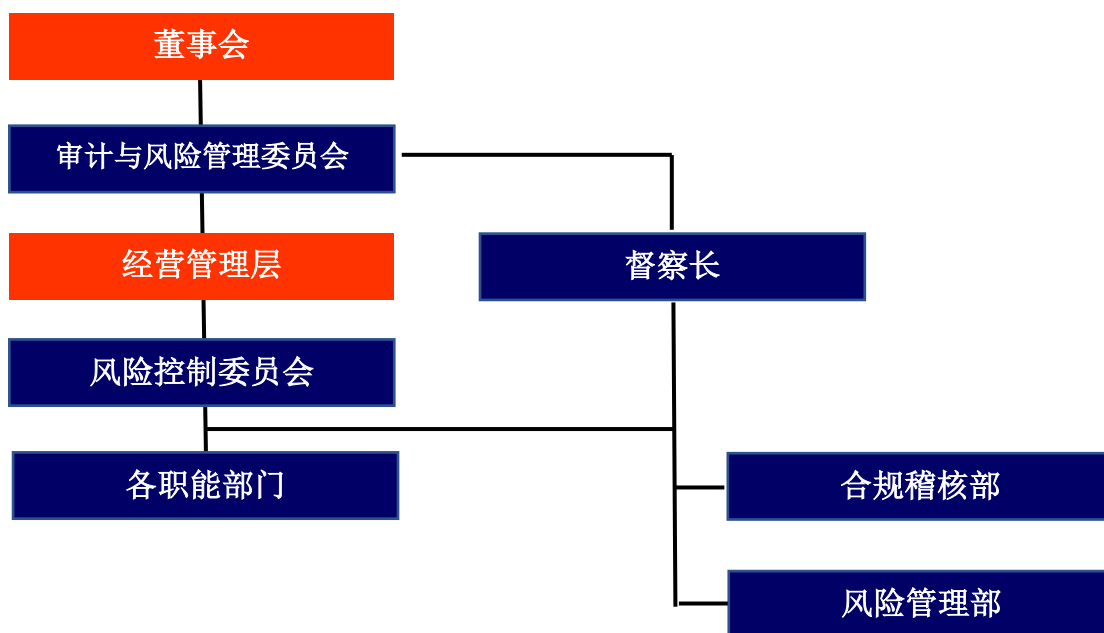 董事会
审计与风险管理委员会
经营管理层
督察长
风险控制委员会
各职能部门
合规稽核部
风险管理部